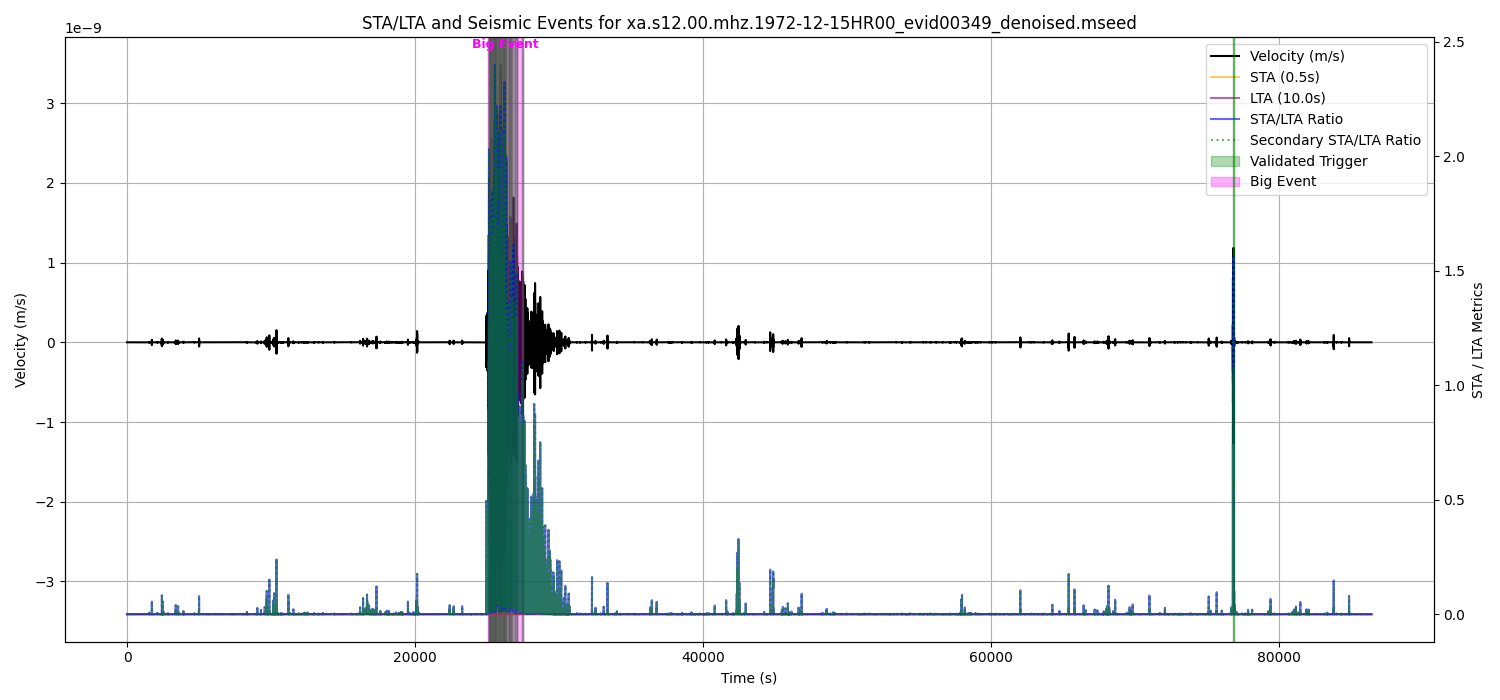 STA/LTA and Seismic Events for xa.s12.00.mhz.1972-12-15HR00_evid00349_denoised.mseed
1e−9
Big Event
Velocity (m/s)
STA (0.5s)
LTA (10.0s)
STA/LTA Ratio
Secondary STA/LTA Ratio
Validated Trigger
Big Event
3
2
1
0
−1
−2
−3
Velocity (m/s)
2.5
2.0
1.5
1.0
0.5
0.0
STA / LTA Metrics
0
20000
40000
60000
80000
Time (s)